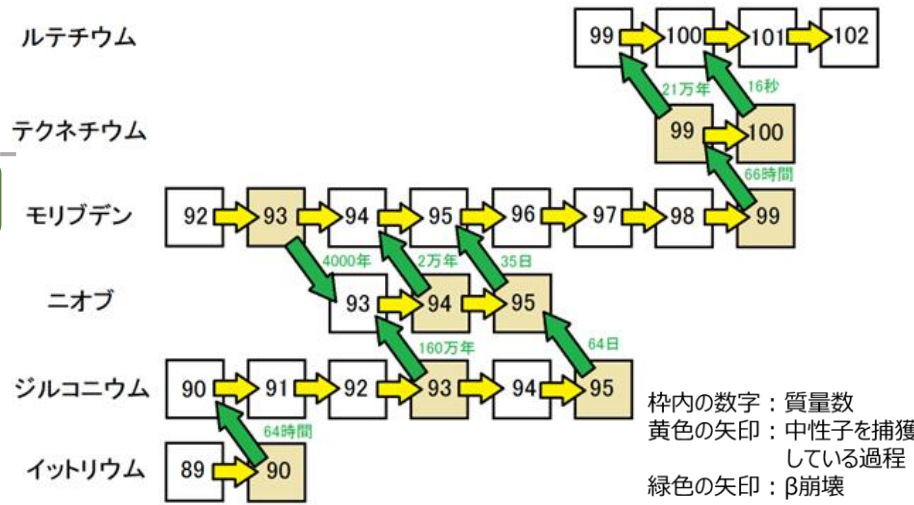 ルテチウム 99 100 101 102
21万年 16秒
テクネチウム 99 100
66時間
モリブデン 92 93 94 95 96 97 98 99
4000年 2万年 35日
ニオブ 93 94 95
160万年 64日
ジルコニウム 90 91 92 93 94 95
64時間
イットリウム 89 90
枠内の数字：質量数
黄色の矢印：中性子を捕獲
している過程
緑色の矢印：β崩壊